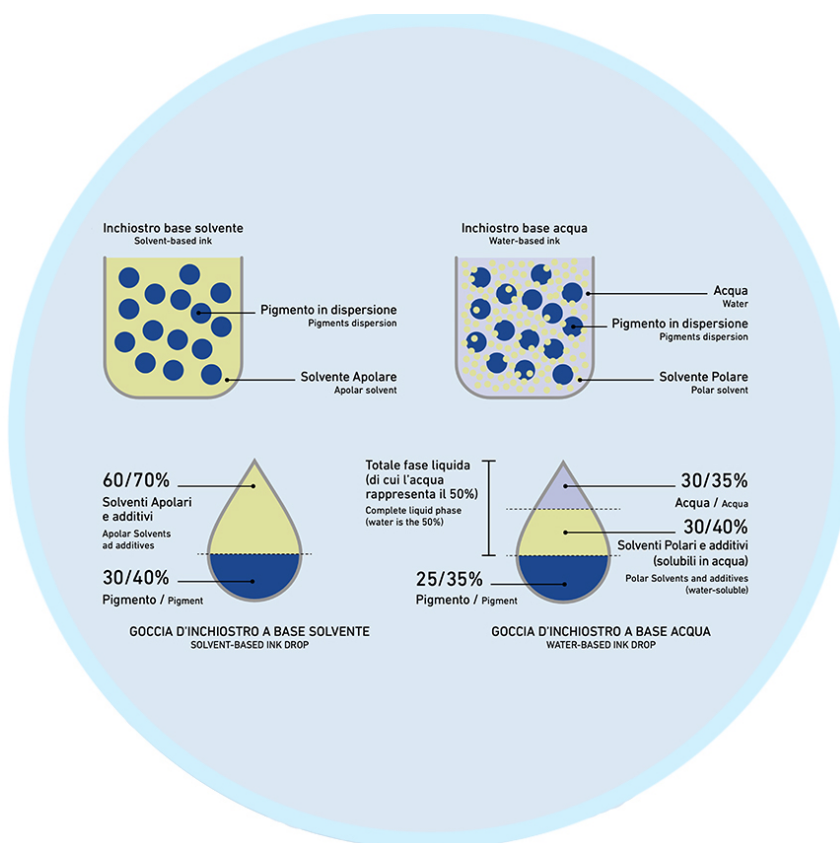 Inchiostro base solvente
Solvent-based ink
Pigmento in dispersione
Pigments dispersion
Solvente Apolare
Apolar solvent
Inchiostro base acqua
Water-based ink
Acqua
Water
Pigmento in dispersione
Pigments dispersion
Solvente Polare
Polar solvent
60/70%
Solventi Apolari
e additivi
Apolar Solvents
ad additives
30/40%
Pigmento / Pigment
GOCCIA D'INCHIOSTRO A BASE SOLVENTE
SOLVENT-BASED INK DROP
Totale fase liquida
(di cui l'acqua
rappresenta il 50%)
Complete liquid phase
(water is the 50%)
30/35%
Acqua / Acqua
30/40%
Solventi Polari e additivi
(solubili in acqua)
Polar Solvents and additives
(water-soluble)
25/35%
Pigmento / Pigment
GOCCIA D'INCHIOSTRO A BASE ACQUA
WATER-BASED INK DROP